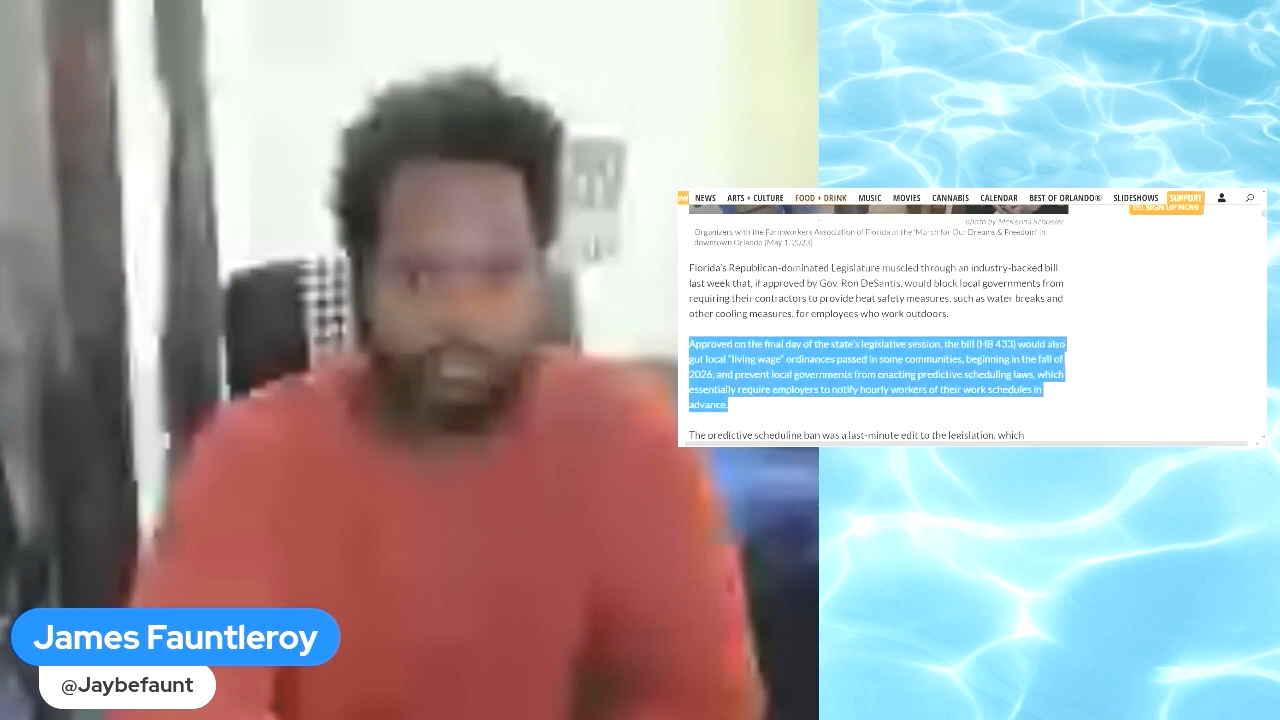 NEWS ARTS + CULTURE FOOD + DRINK MUSIC MOVIES CANNABIS CALENDAR BEST OF ORLANDO® SLIDESHOWS SUPPORT
SIGN UP NOW
photo by McKenna Schueler
Organizers with the Farmworkers Association of Florida at the 'March for Our Dreams & Freedom' in
downtown Orlando (May 1, 2023)
Florida's Republican-dominated Legislature muscled through an industry-backed bill
last week that, if approved by Gov. Ron DeSantis, would block local governments from
requiring their contractors to provide heat safety measures, such as water breaks and
other cooling measures, for employees who work outdoors.
Approved on the final day of the state's legislative session, the bill (HB 433) would also
gut local "living wage" ordinances passed in some communities, beginning in the fall of
2026, and prevent local governments from enacting predictive scheduling laws, which
essentially require employers to notify hourly workers of their work schedules in
advance.
The predictive scheduling ban was a last-minute edit to the legislation, which
James Fauntleroy
@Jaybefaunt